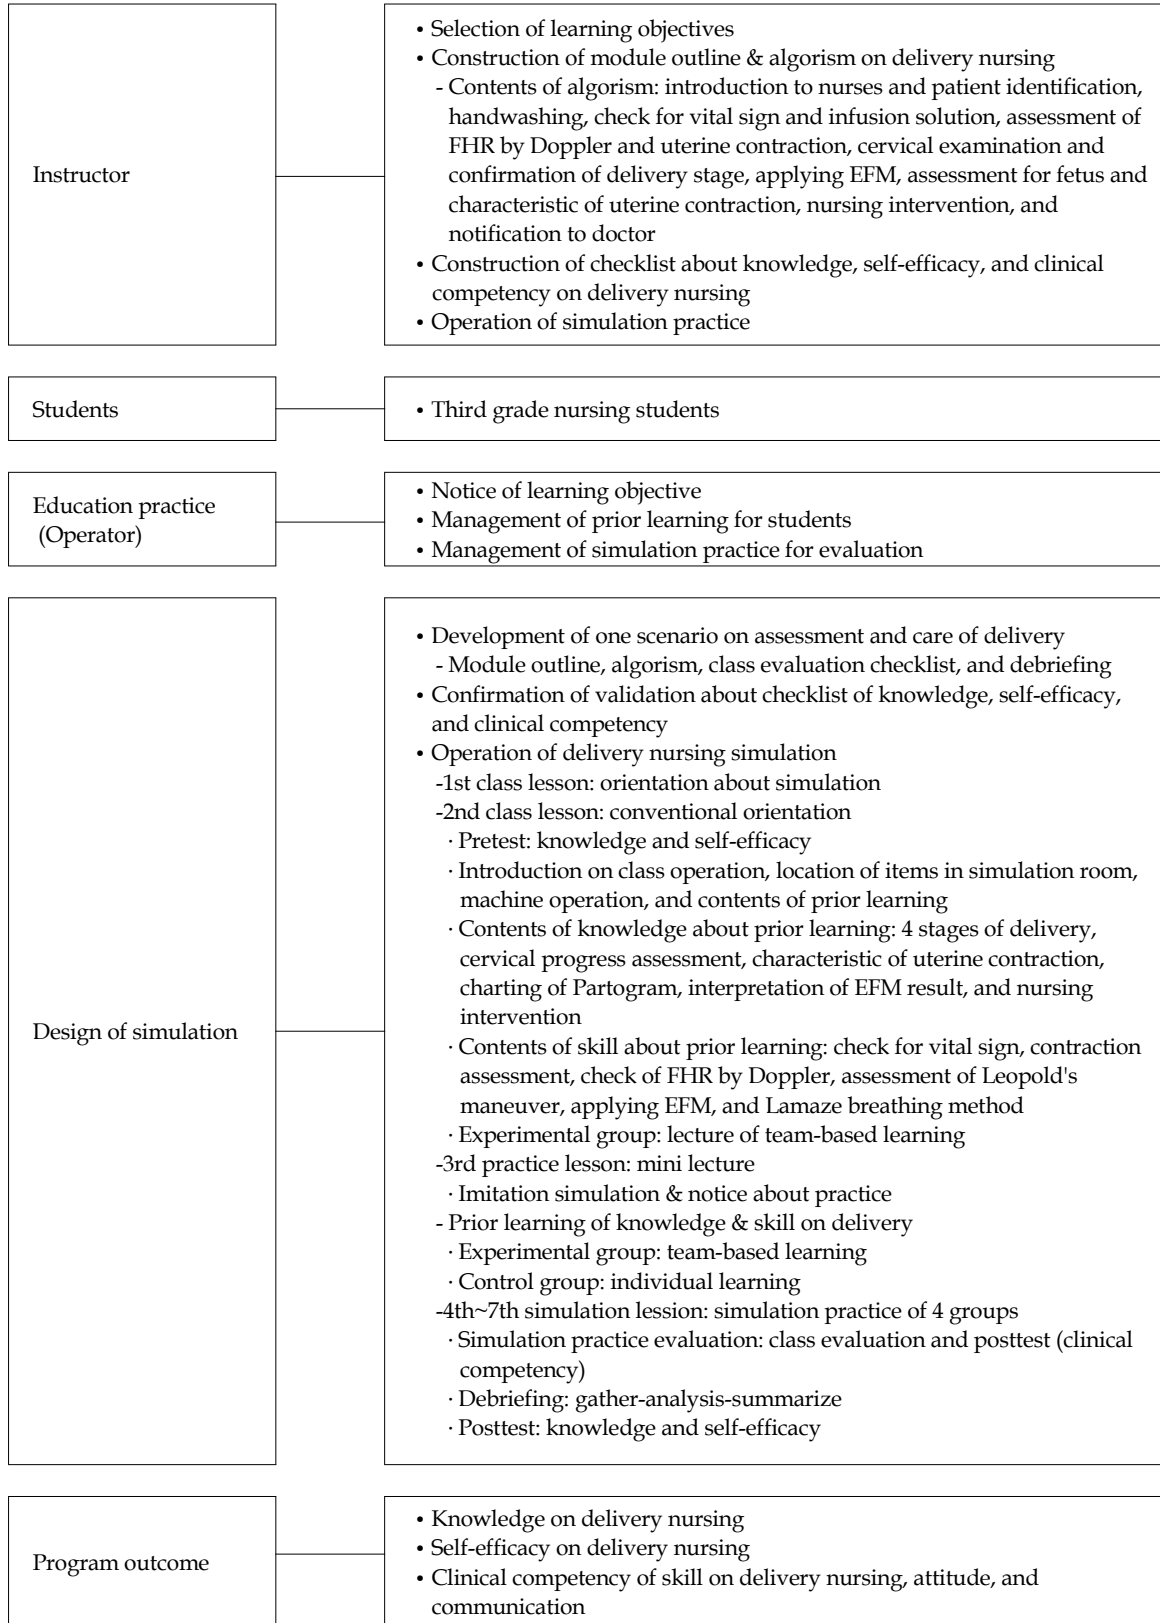 Instructor
• Selection of learning objectives
• Construction of module outline & algorism on delivery nursing
- Contents of algorism: introduction to nurses and patient identification,
handwashing, check for vital sign and infusion solution, assessment of
FHR by Doppler and uterine contraction, cervical examination and
confirmation of delivery stage, applying EFM, assessment for fetus and
characteristic of uterine contraction, nursing intervention, and
notification to doctor
• Construction of checklist about knowledge, self-efficacy, and clinical
competency on delivery nursing
• Operation of simulation practice
Students
• Third grade nursing students
Education practice
(Operator)
• Notice of learning objective
• Management of prior learning for students
• Management of simulation practice for evaluation
Design of simulation
• Development of one scenario on assessment and care of delivery
- Module outline, algorism, class evaluation checklist, and debriefing
• Confirmation of validation about checklist of knowledge, self-efficacy,
and clinical competency
• Operation of delivery nursing simulation
-1st class lesson: orientation about simulation
-2nd class lesson: conventional orientation
· Pretest: knowledge and self-efficacy
· Introduction on class operation, location of items in simulation room,
machine operation, and contents of prior learning
· Contents of knowledge about prior learning: 4 stages of delivery,
cervical progress assessment, characteristic of uterine contraction,
charting of Partogram, interpretation of EFM result, and nursing
intervention
· Contents of skill about prior learning: check for vital sign, contraction
assessment, check of FHR by Doppler, assessment of Leopold's
maneuver, applying EFM, and Lamaze breathing method
· Experimental group: lecture of team-based learning
-3rd practice lesson: mini lecture
· Imitation simulation & notice about practice
- Prior learning of knowledge & skill on delivery
· Experimental group: team-based learning
· Control group: individual learning
-4th~7th simulation lession: simulation practice of 4 groups
· Simulation practice evaluation: class evaluation and posttest (clinical
competency)
· Debriefing: gather-analysis-summarize
· Posttest: knowledge and self-efficacy
Program outcome
• Knowledge on delivery nursing
• Self-efficacy on delivery nursing
• Clinical competency of skill on delivery nursing, attitude, and
communication